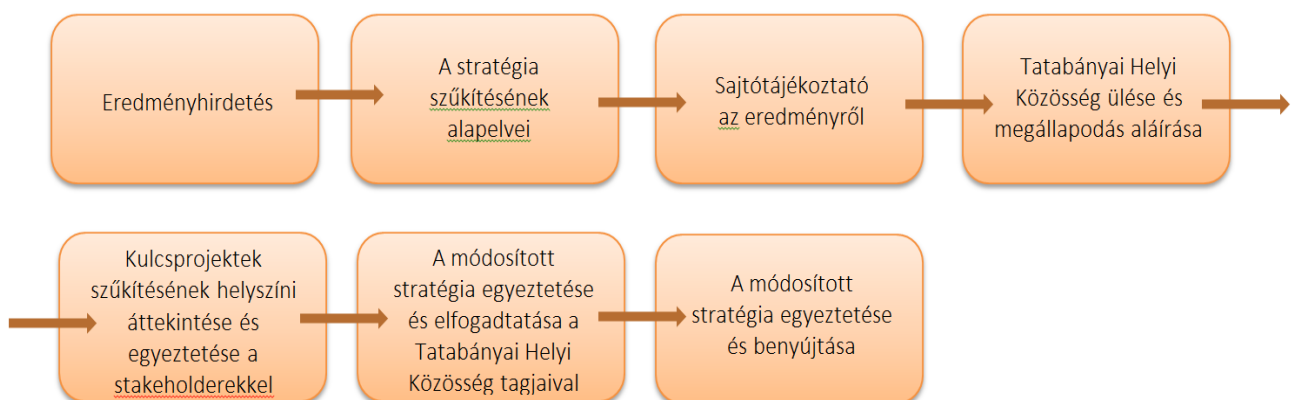 Eredményhirdetés
A stratégia
szűkítésének
alapelvei
Sajtótájékoztató
az eredményről
Tatabányai Helyi
Közösség ülése és
megállapodás aláírása
Kulcsprojektek
szűkítésének helyszíni
áttekintése és
egyeztetése a
stakeholderekkel
A módosított
stratégia egyeztetése
és elfogadtatása a
Tatabányai Helyi
Közösség tagjaival
A módosított
stratégia egyeztetése
és benyújtása